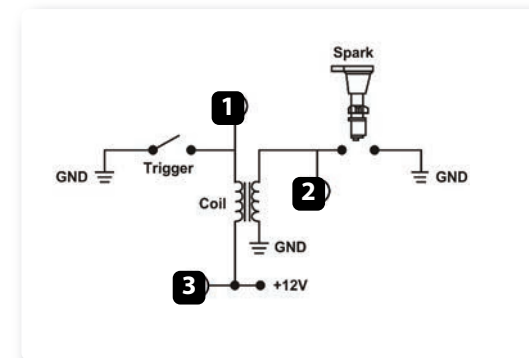 Spark
1
Trigger
GND
GND
2
Coil
GND
3
+12V